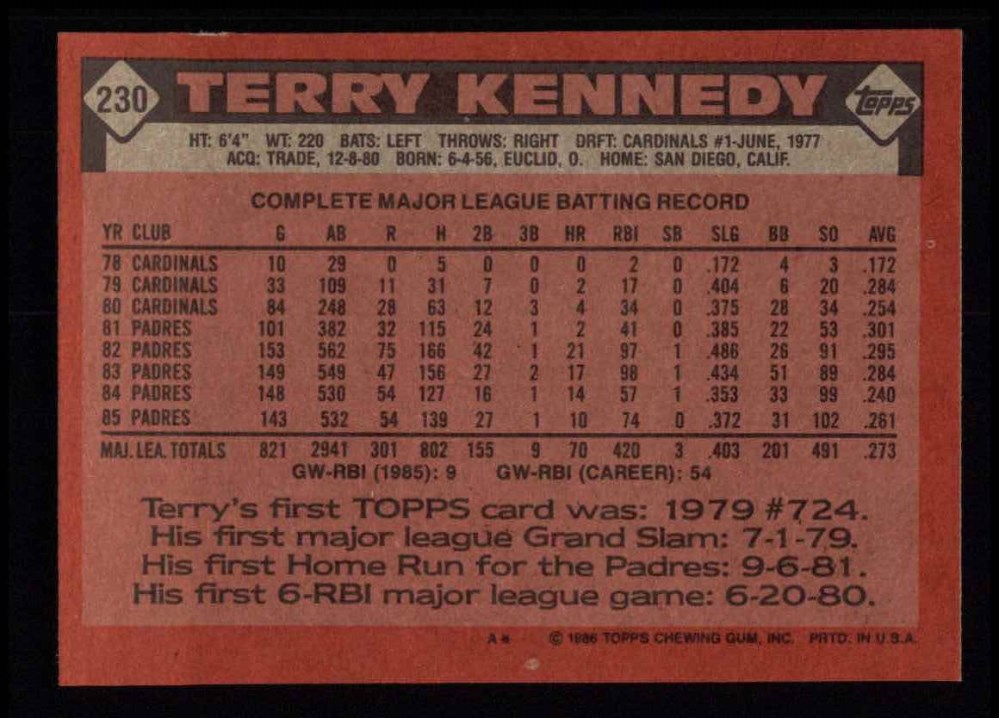 230 TERRY KENNEDY Topps
HT: 6'4" WT: 220 BATS: LEFT THROWS: RIGHT DRFT: CARDINALS #1-JUNE, 1977
ACQ: TRADE, 12-8-80 BORN: 6-4-56, EUCLID, O. HOME: SAN DIEGO, CALIF.
COMPLETE MAJOR LEAGUE BATTING RECORD
YR CLUB G AB R H 2B 3B HR RBI SB SLG BB SO AVG
78 CARDINALS 10 29 0 5 0 0 0 2 0 .172 4 3 .172
79 CARDINALS 33 109 11 31 7 0 2 17 0 .404 6 20 .284
80 CARDINALS 84 248 28 63 12 3 4 34 0 .375 28 34 .254
81 PADRES 101 382 32 115 24 1 2 41 0 .385 22 53 .301
82 PADRES 153 562 75 166 42 1 21 97 1 .486 26 91 .295
83 PADRES 149 549 47 156 27 2 17 98 1 .434 51 89 .284
84 PADRES 148 530 54 127 16 1 14 57 1 .353 33 99 .240
85 PADRES 143 532 54 139 27 1 10 74 0 .372 31 102 .261
MAJ. LEA. TOTALS 821 2941 301 802 155 9 70 420 3 .403 201 491 .273
GW-RBI (1985): 9 GW-RBI (CAREER): 54
Terry's first TOPPS card was: 1979 #724.
His first major league Grand Slam: 7-1-79.
His first Home Run for the Padres: 9-6-81.
His first 6-RBI major league game: 6-20-80.
A* © 1986 TOPPS CHEWING GUM, INC. PRTD. IN U.S.A.